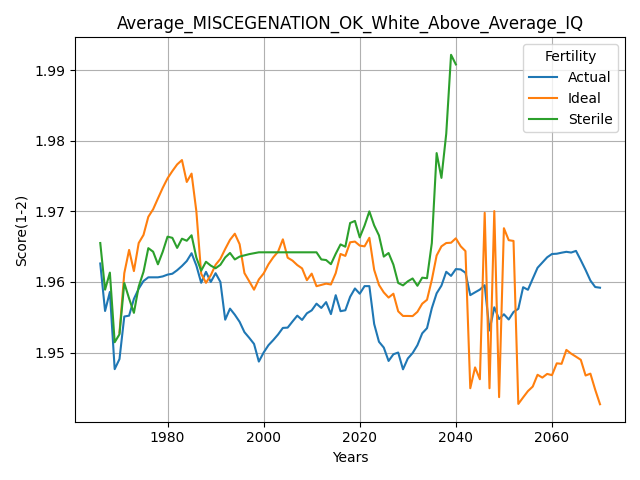 Average_MISCEGENATION_OK_White_Above_Average_IQ
Fertility
Actual
Ideal
Sterile
1.99
1.98
1.97
1.96
1.95
Score(1-2)
1980 2000 2020 2040 2060
Years